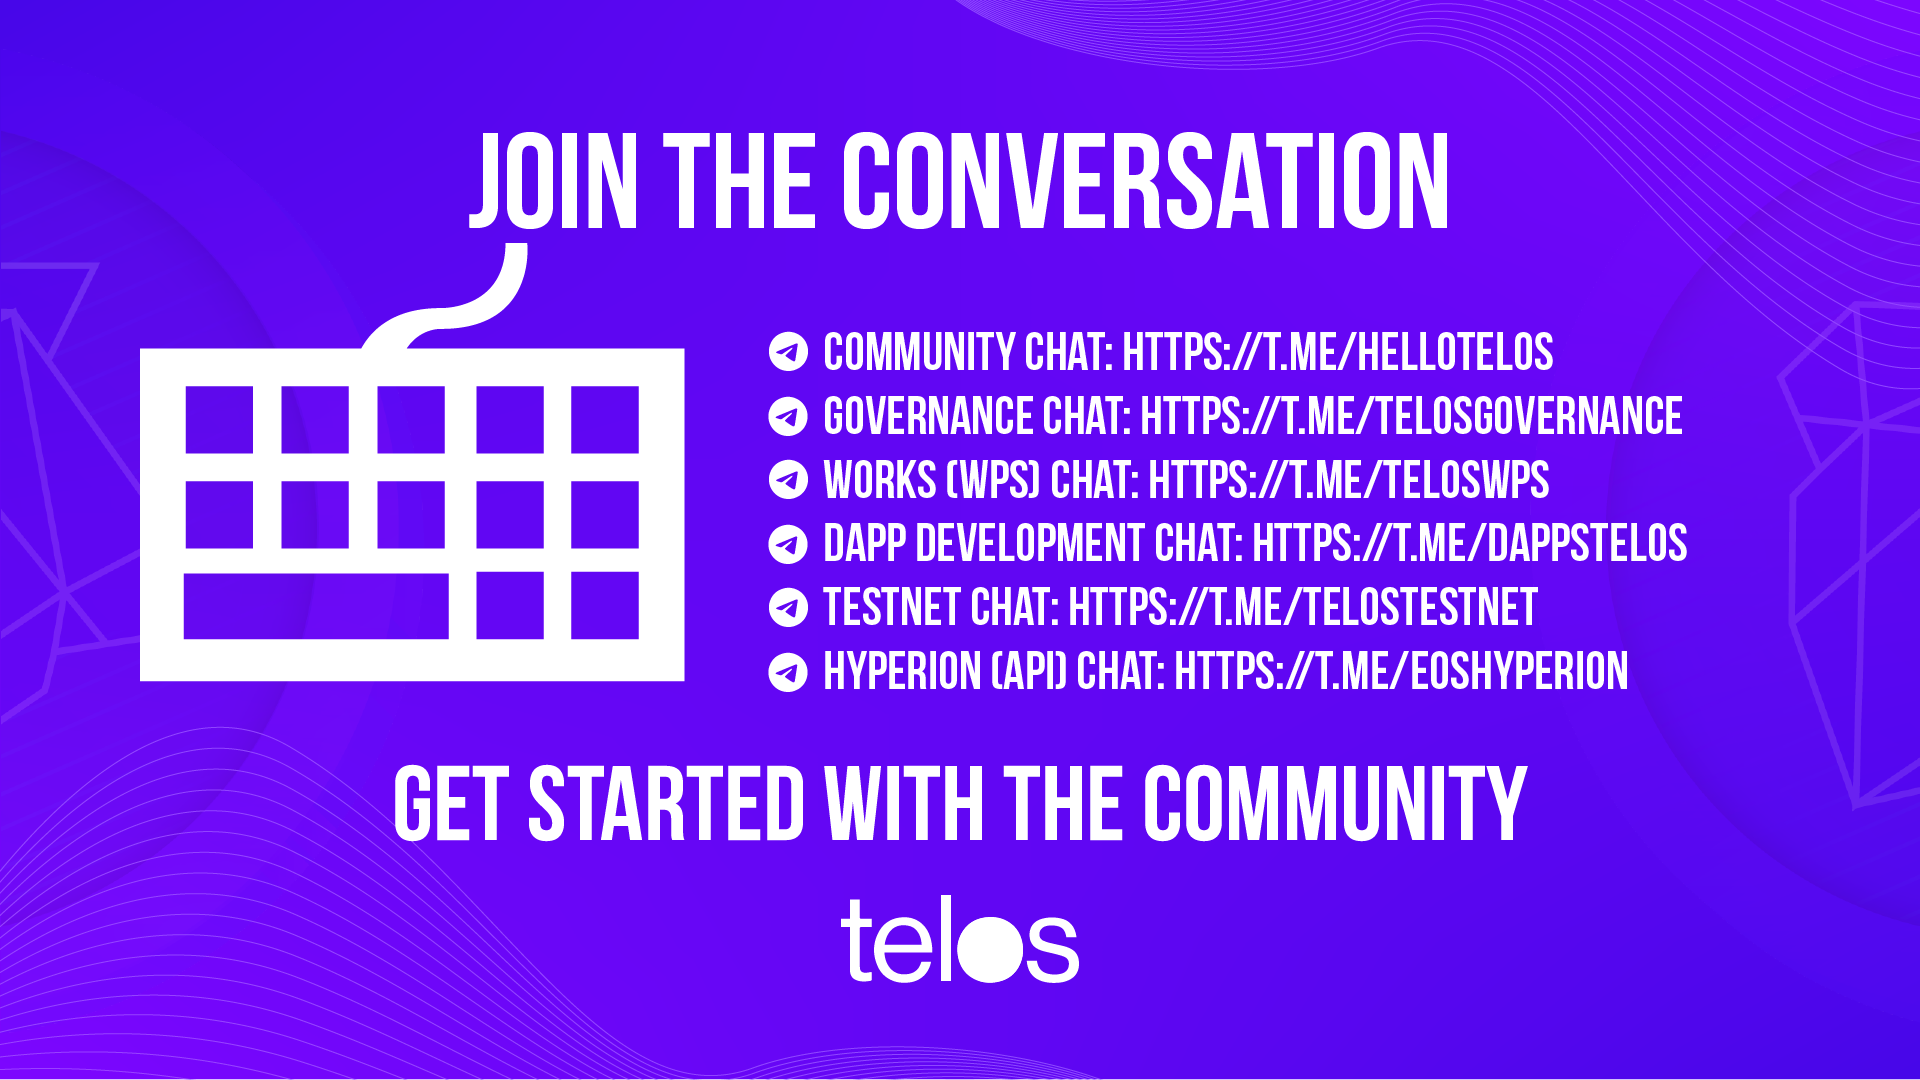 JOIN THE CONVERSATION
COMMUNITY CHAT: HTTPS://T.ME/HELLOTELOS
GOVERNANCE CHAT: HTTPS://T.ME/TELOSGOVERNANCE
WORKS (WPS) CHAT: HTTPS://T.ME/TELOSWPS
DAPP DEVELOPMENT CHAT: HTTPS://T.ME/DAPPSTELOS
TESTNET CHAT: HTTPS://T.ME/TELOSTESTNET
HYPERION (API) CHAT: HTTPS://T.ME/EOSHYPERION
GET STARTED WITH THE COMMUNITY
telos